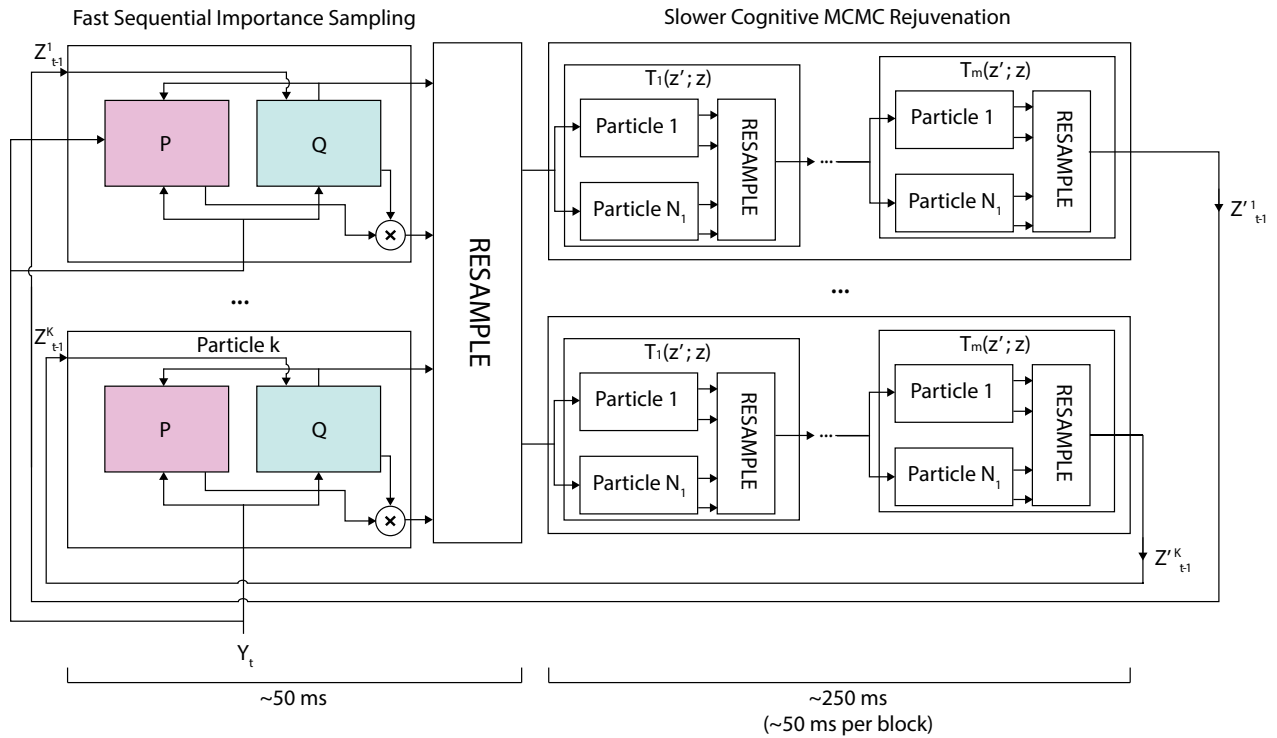 Fast Sequential Importance Sampling
Slower Cognitive MCMC Rejuvenation
Z¹t-1
P
Q
×
RESAMPLE
T₁(z’; z)
Particle 1
Particle N₁
RESAMPLE
...
Tₘ(z’; z)
Particle 1
Particle N₁
RESAMPLE
Z’¹t-1
...
...
Zᴷt-1
Particle k
P
Q
×
T₁(z’; z)
Particle 1
Particle N₁
RESAMPLE
...
Tₘ(z’; z)
Particle 1
Particle N₁
RESAMPLE
Z’ᴷt-1
Yₜ
~50 ms
~250 ms
(~50 ms per block)